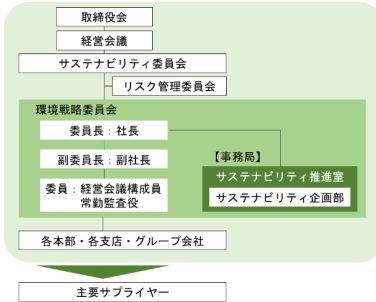 取締役会
経営会議
サステナビリティ委員会
リスク管理委員会
環境戦略委員会
委員長：社長
副委員長：副社長
委員：経営会議構成員
常勤監査役
【事務局】
サステナビリティ推進室
サステナビリティ企画部
各本部・各支店・グループ会社
主要サプライヤー